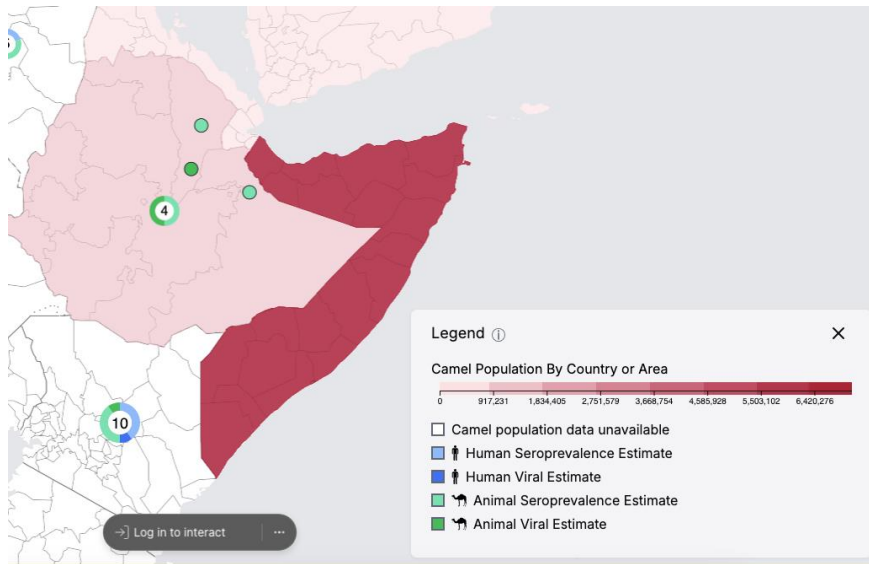 4
10
Legend
Camel Population By Country or Area
0 917,231 1,834,405 2,751,579 3,668,754 4,585,928 5,503,102 6,420,276
Camel population data unavailable
Human Seroprevalence Estimate
Human Viral Estimate
Animal Seroprevalence Estimate
Animal Viral Estimate
Log in to interact